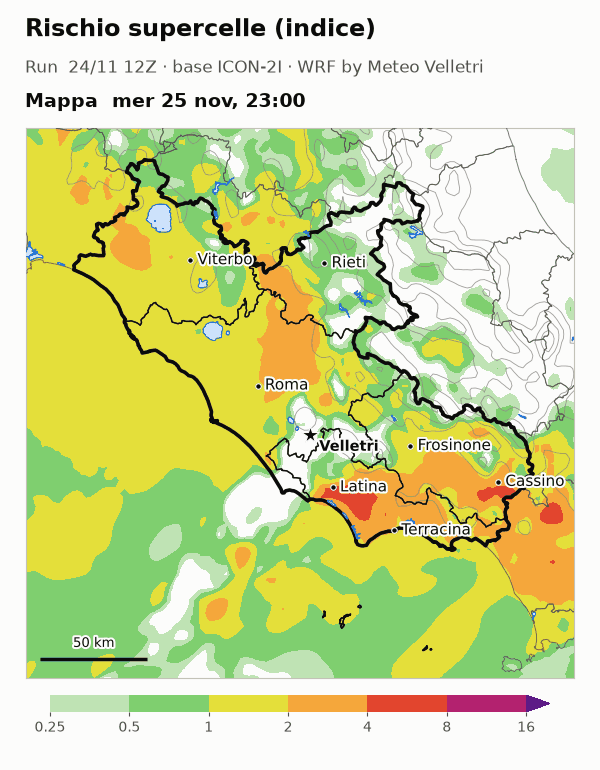 Rischio supercelle (indice)
Run  24/11 12Z · base ICON-2I · WRF by Meteo Velletri
Mappa  mer 25 nov, 23:00
Viterbo
Rieti
Roma
Velletri
Frosinone
Latina
Cassino
Terracina
50 km
0.25 0.5 1 2 4 8 16